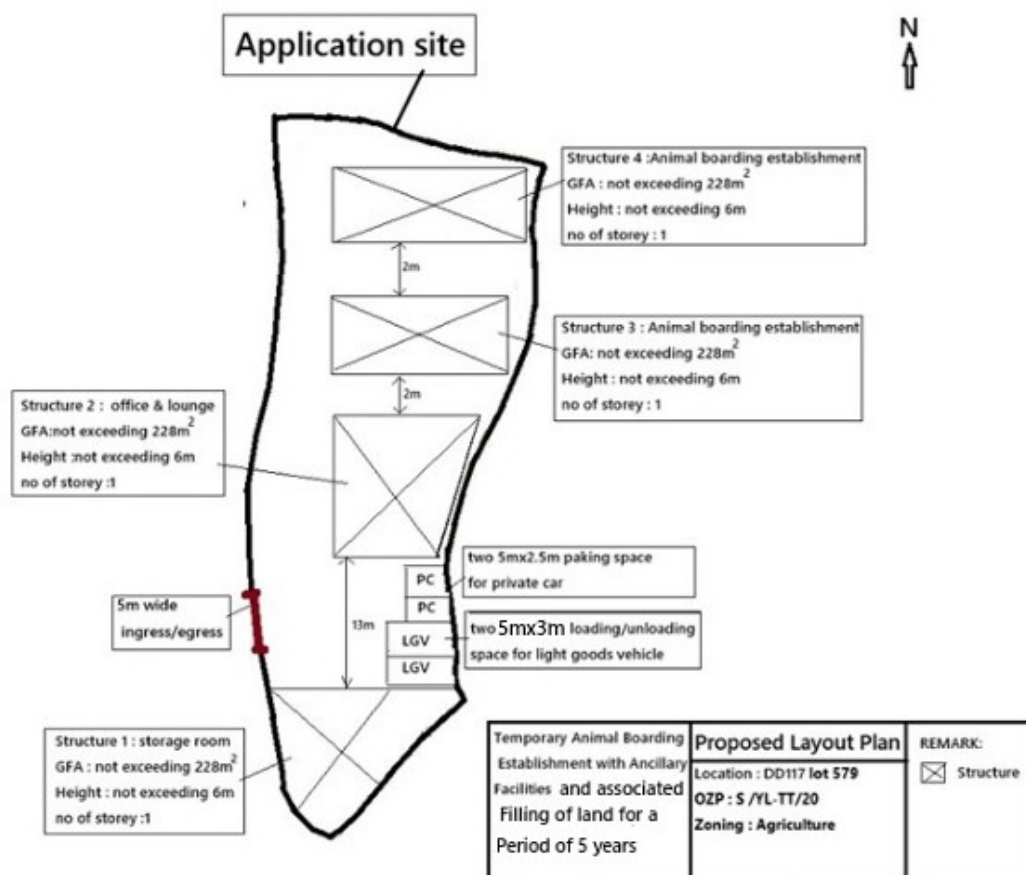 Application site
N
Structure 4 :Animal boarding establishment
GFA : not exceeding 228m²
Height : not exceeding 6m
no of storey : 1
2m
Structure 3 : Animal boarding establishment
GFA: not exceeding 228m²
Height : not exceeding 6m
no of storey : 1
2m
Structure 2 : office & lounge
GFA:not exceeding 228m²
Height :not exceeding 6m
no of storey :1
two 5mx2.5m paking space
for private car
PC
PC
5m wide
ingress/egress
13m
two 5mx3m loading/unloading
space for light goods vehicle
LGV
LGV
Structure 1 : storage room
GFA : not exceeding 228m²
Height : not exceeding 6m
no of storey :1
Temporary Animal Boarding
Establishment with Ancillary
Facilities and associated
Filling of land for a
Period of 5 years
Proposed Layout Plan
Location : DD117 lot 579
OZP : S /YL-TT/20
Zoning : Agriculture
REMARK:
Structure